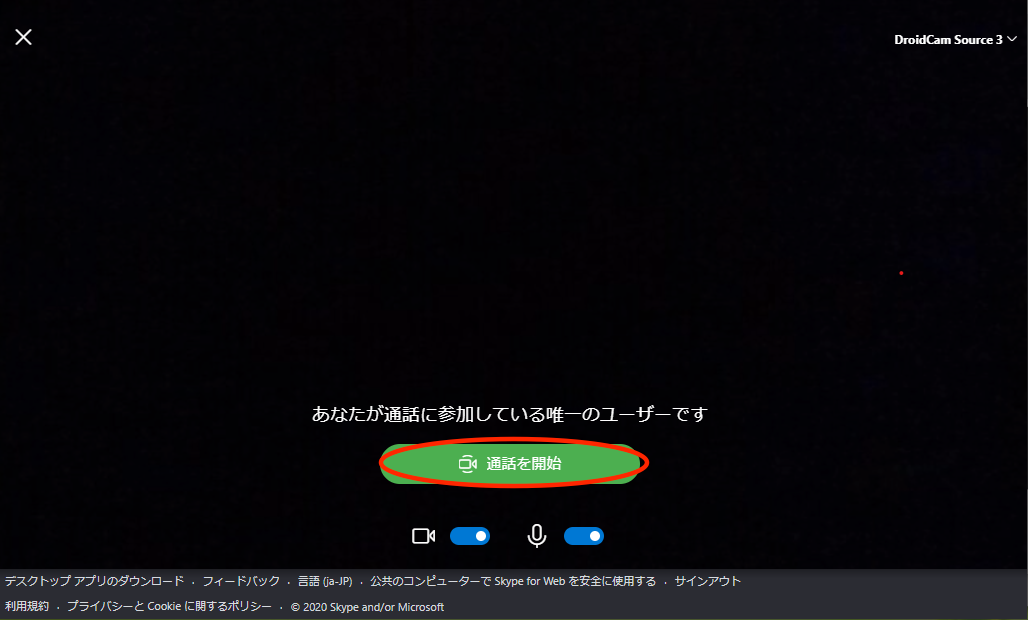 DroidCam Source 3
あなたが通話に参加している唯一のユーザーです
通話を開始
デスクトップ アプリのダウンロード · フィードバック · 言語 (ja-JP) · 公共のコンピューターで Skype for Web を安全に使用する · サインアウト
利用規約 · プライバシーと Cookie に関するポリシー · © 2020 Skype and/or Microsoft